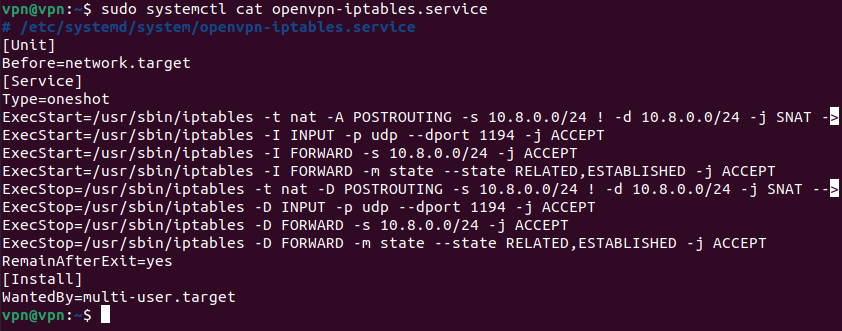 vpn@vpn:~$ sudo systemctl cat openvpn-iptables.service
# /etc/systemd/system/openvpn-iptables.service
[Unit]
Before=network.target
[Service]
Type=oneshot
ExecStart=/usr/sbin/iptables -t nat -A POSTROUTING -s 10.8.0.0/24 ! -d 10.8.0.0/24 -j SNAT ->
ExecStart=/usr/sbin/iptables -I INPUT -p udp --dport 1194 -j ACCEPT
ExecStart=/usr/sbin/iptables -I FORWARD -s 10.8.0.0/24 -j ACCEPT
ExecStart=/usr/sbin/iptables -I FORWARD -m state --state RELATED,ESTABLISHED -j ACCEPT
ExecStop=/usr/sbin/iptables -t nat -D POSTROUTING -s 10.8.0.0/24 ! -d 10.8.0.0/24 -j SNAT -->
ExecStop=/usr/sbin/iptables -D INPUT -p udp --dport 1194 -j ACCEPT
ExecStop=/usr/sbin/iptables -D FORWARD -s 10.8.0.0/24 -j ACCEPT
ExecStop=/usr/sbin/iptables -D FORWARD -m state --state RELATED,ESTABLISHED -j ACCEPT
RemainAfterExit=yes
[Install]
WantedBy=multi-user.target
vpn@vpn:~$